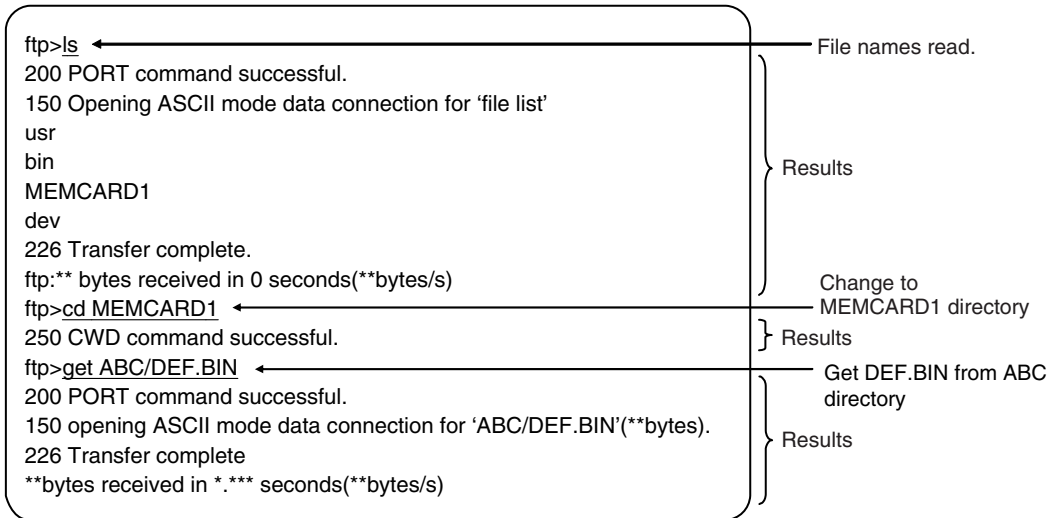 ftp>ls
File names read.
200 PORT command successful.
150 Opening ASCII mode data connection for ‘file list’
usr
bin
MEMCARD1
dev
226 Transfer complete.
ftp:** bytes received in 0 seconds(**bytes/s)
Results
ftp>cd MEMCARD1
Change to
MEMCARD1 directory
250 CWD command successful.
Results
ftp>get ABC/DEF.BIN
Get DEF.BIN from ABC
directory
200 PORT command successful.
150 opening ASCII mode data connection for ‘ABC/DEF.BIN’(**bytes).
226 Transfer complete
**bytes received in *.*** seconds(**bytes/s)
Results